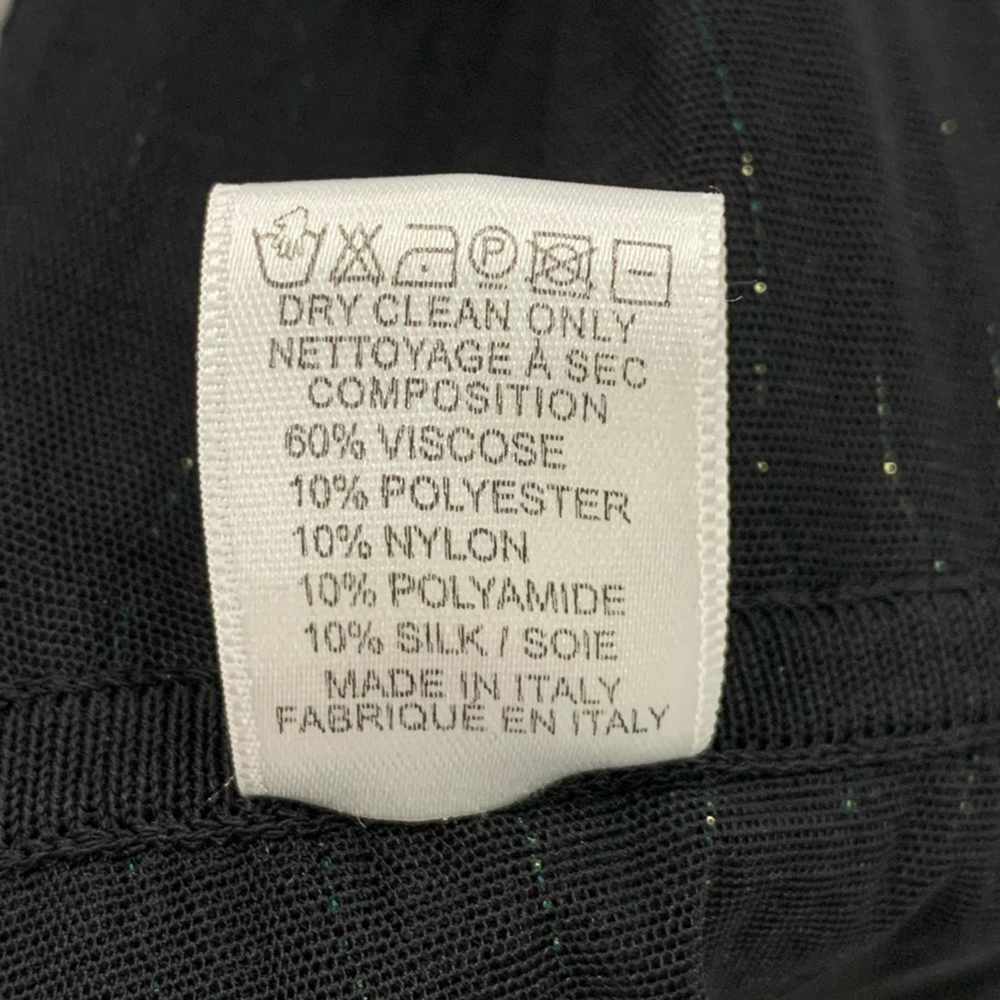 P
DRY CLEAN ONLY
NETTOYAGE À SEC
COMPOSITION
60% VISCOSE
10% POLYESTER
10% NYLON
10% POLYAMIDE
10% SILK / SOIE
MADE IN ITALY
FABRIQUE EN ITALY